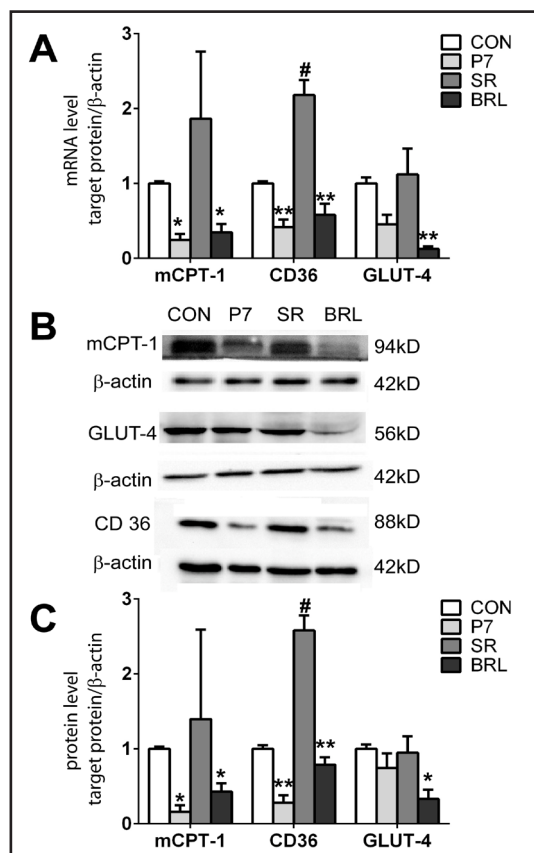 A
mRNA level
target protein/β-actin
3
2
1
0
CON
P7
SR
BRL
* * ** # ** **
mCPT-1 CD36 GLUT-4
B
CON P7 SR BRL
mCPT-1 94kD
β-actin 42kD
GLUT-4 56kD
β-actin 42kD
CD 36 88kD
β-actin 42kD
C
protein level
target protein/β-actin
3
2
1
0
CON
P7
SR
BRL
* * ** # ** *
mCPT-1 CD36 GLUT-4